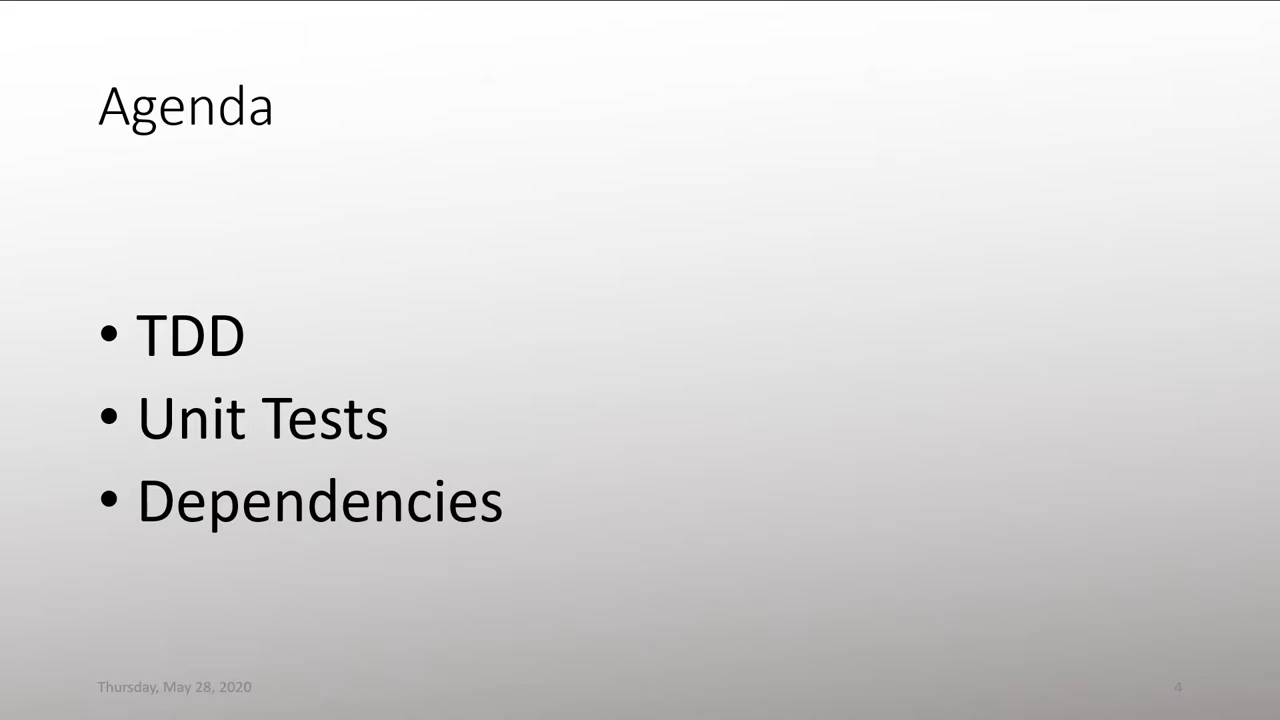 Agenda
• TDD
• Unit Tests
• Dependencies
Thursday, May 28, 2020
4